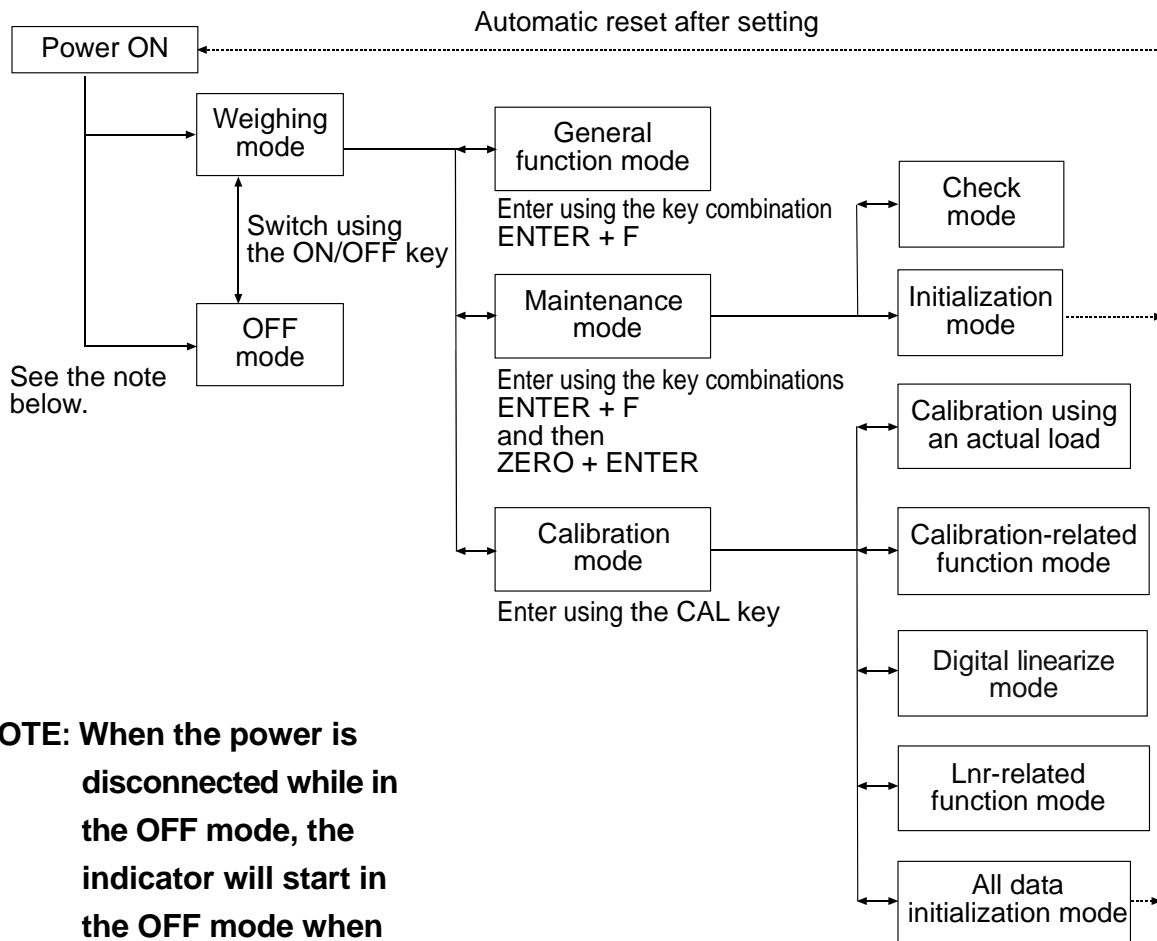 Automatic reset after setting
Power ON
Weighing
mode
General
function mode
Enter using the key combination
ENTER + F
Check
mode
Switch using
the ON/OFF key
Maintenance
mode
Initialization
mode
OFF
mode
See the note
below.
Enter using the key combinations
ENTER + F
and then
ZERO + ENTER
Calibration using
an actual load
Calibration
mode
Enter using the CAL key
Calibration-related
function mode
Digital linearize
mode
Lnr-related
function mode
All data
initialization mode
OTE: When the power is
disconnected while in
the OFF mode, the
indicator will start in
the OFF mode when